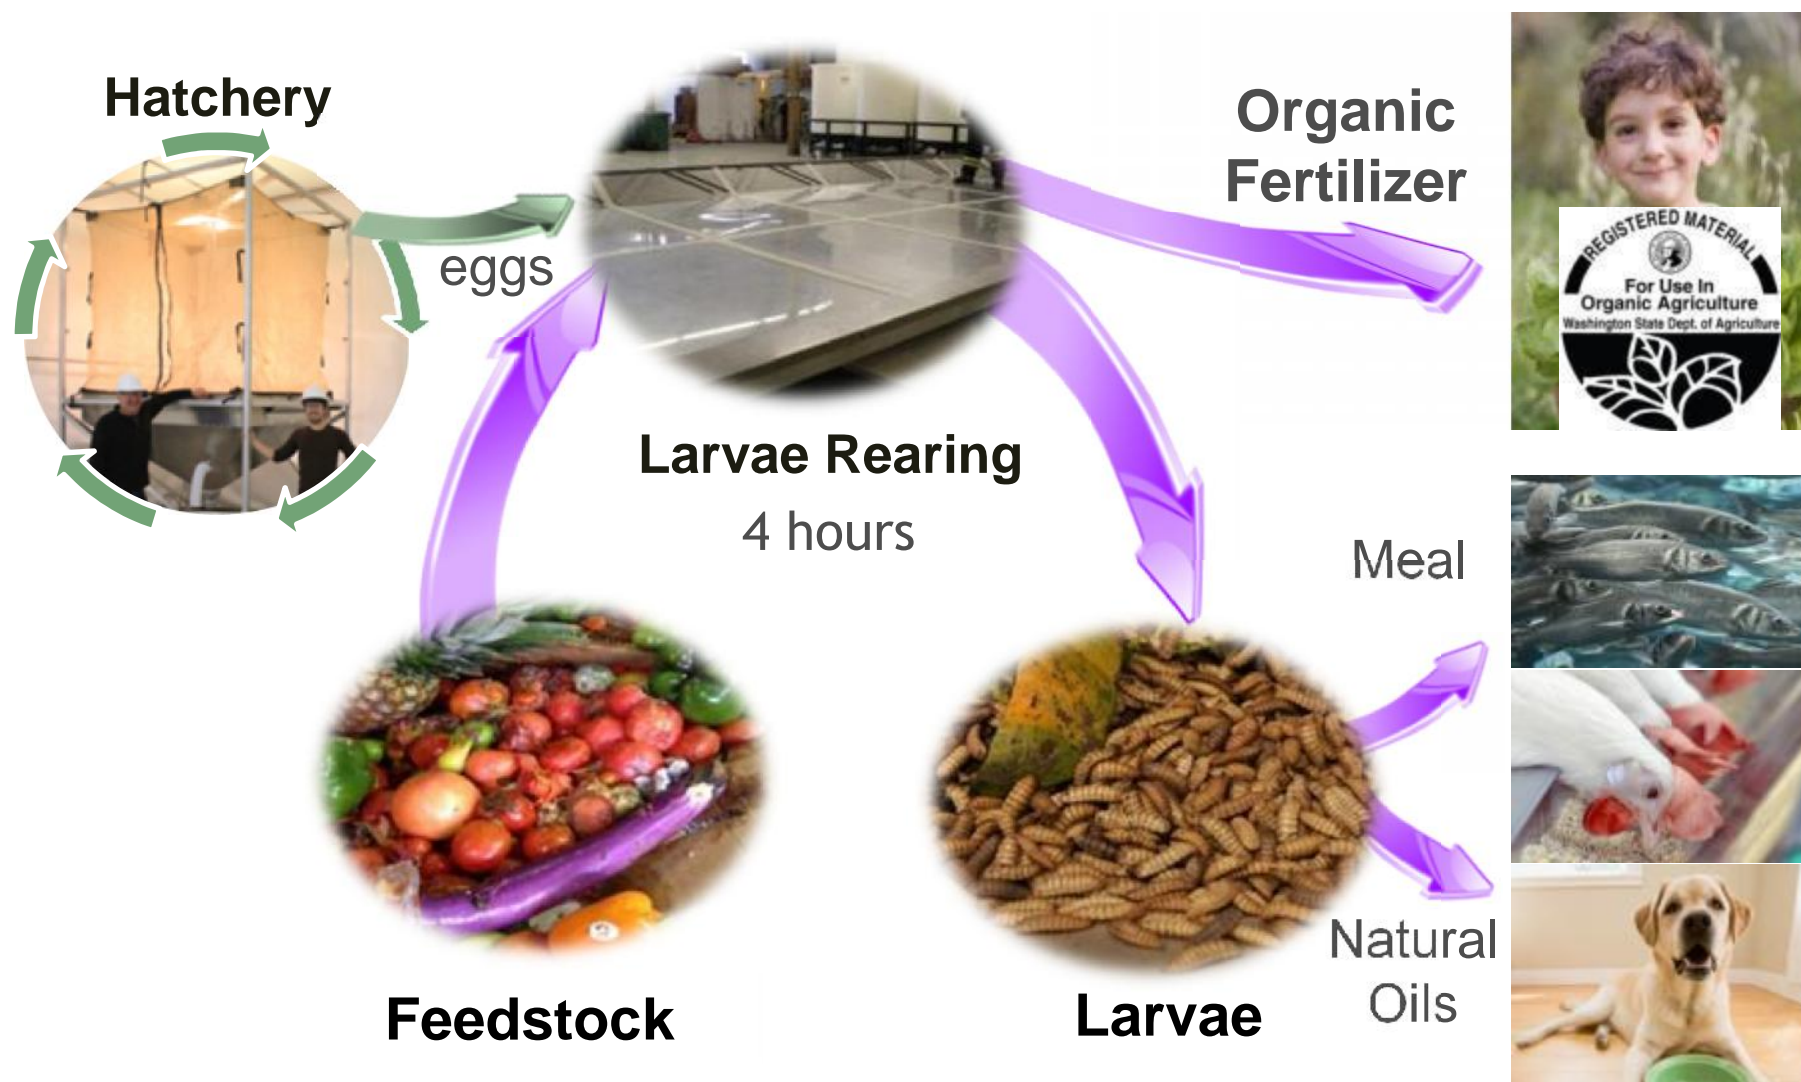 Hatchery
eggs
Larvae Rearing
4 hours
Feedstock
Larvae
Organic
Fertilizer
REGISTERED MATERIAL
For Use In
Organic Agriculture
Washington State Dept. of Agriculture
Meal
Natural
Oils